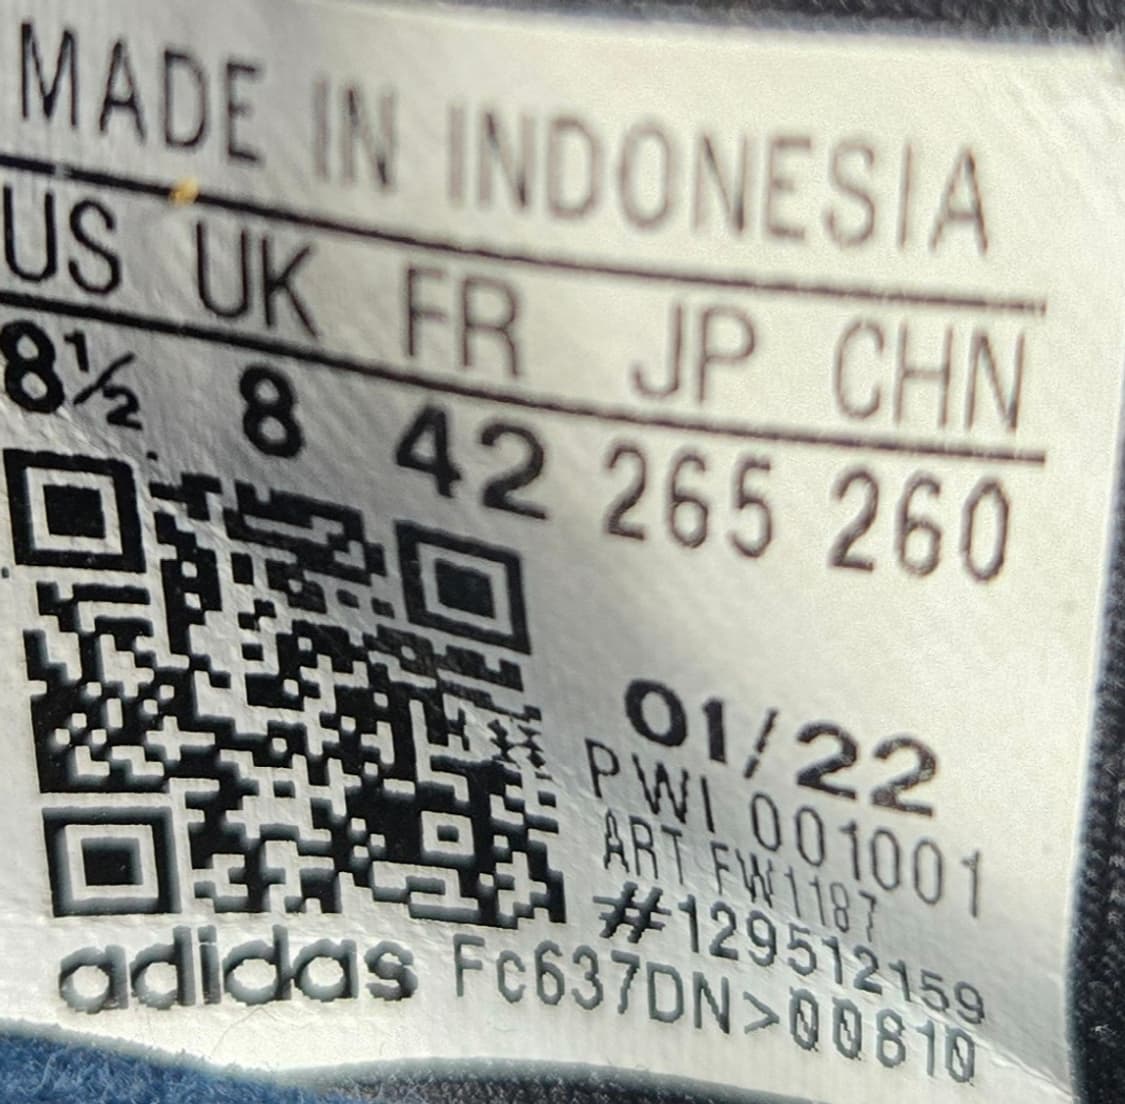 MADE IN INDONESIA
US UK FR JP CHN
8½ 8 42 265 260
01/22
PWI 001001
ART FW1187
#129512159
adidas Fc637DN>00810